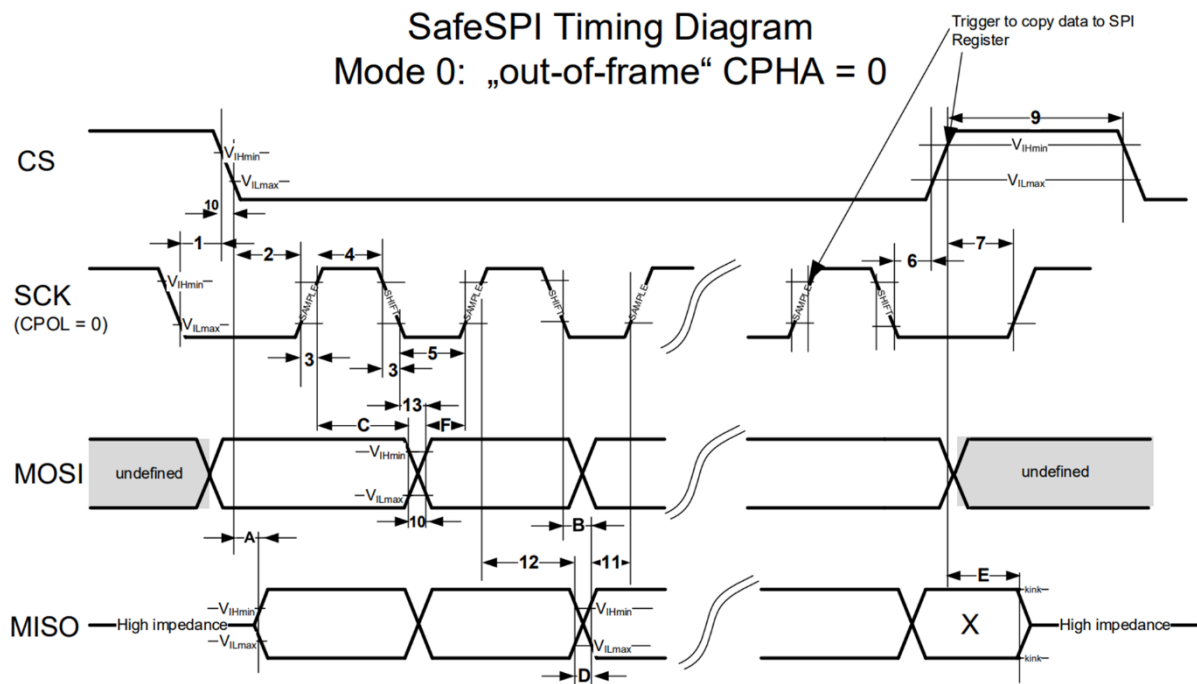 SafeSPI Timing Diagram
Mode 0: „out-of-frame“ CPHA = 0
Trigger to copy data to SPI
Register
CS
VIHmin
VILmax
10
9
VIHmin
VILmax
1
2
4
6
7
SCK
(CPOL = 0)
VIHmin
VILmax
SAMPLE
SHIFT
SAMPLE
SHIFT
SAMPLE
SAMPLE
SHIFT
3
3
5
13
C
F
MOSI
undefined
VIHmin
VILmax
undefined
10
A
B
12
11
E
MISO
High impedance
VIHmin
VILmax
VIHmin
VILmax
X
kink
kink
High impedance
D